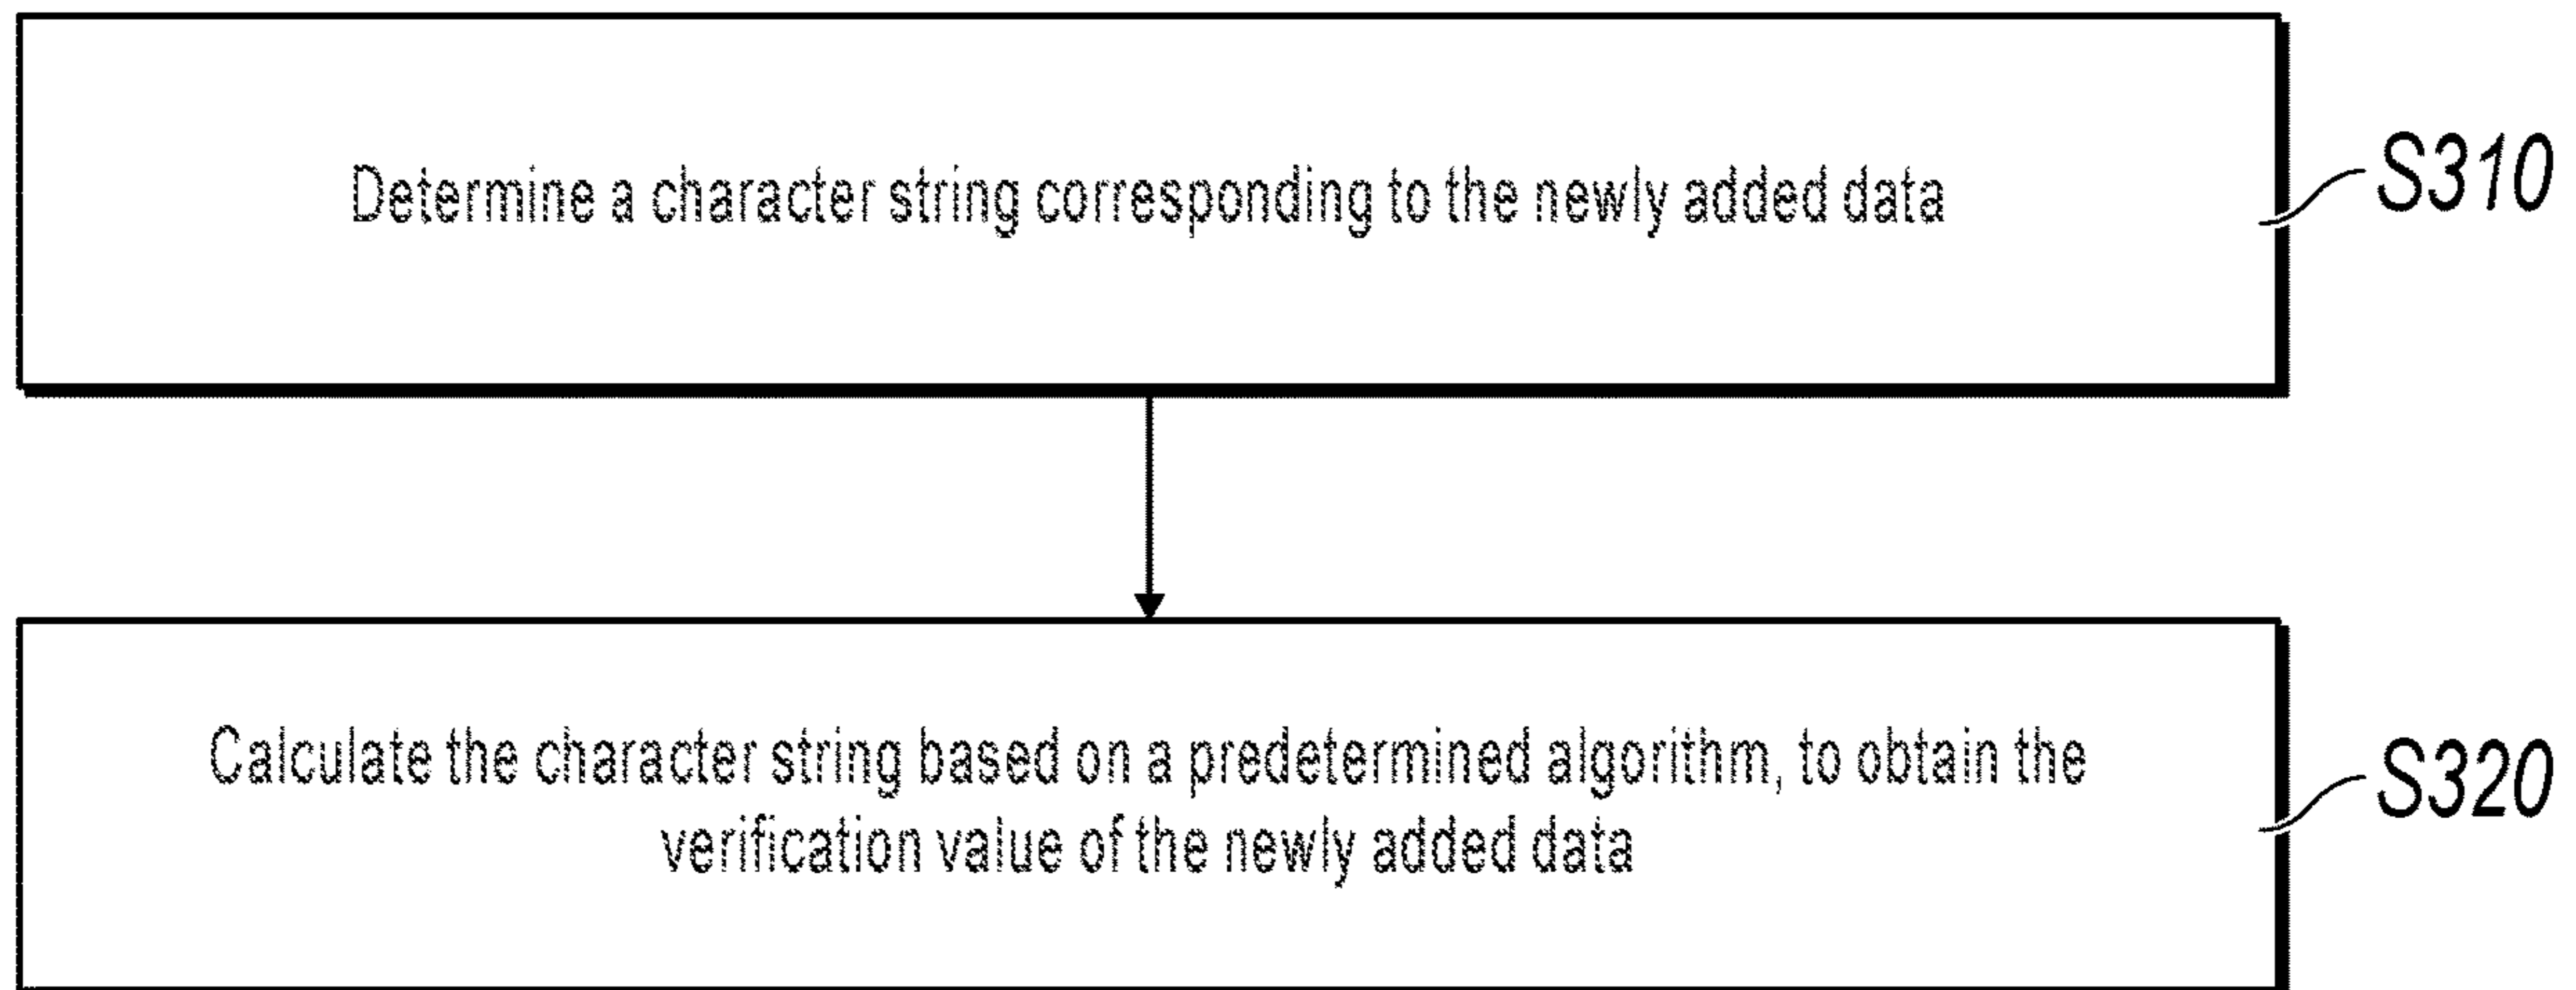 Determine a character string corresponding to the newly added data
S310
Calculate the character string based on a predetermined algorithm, to obtain the
verification value of the newly added data
S320